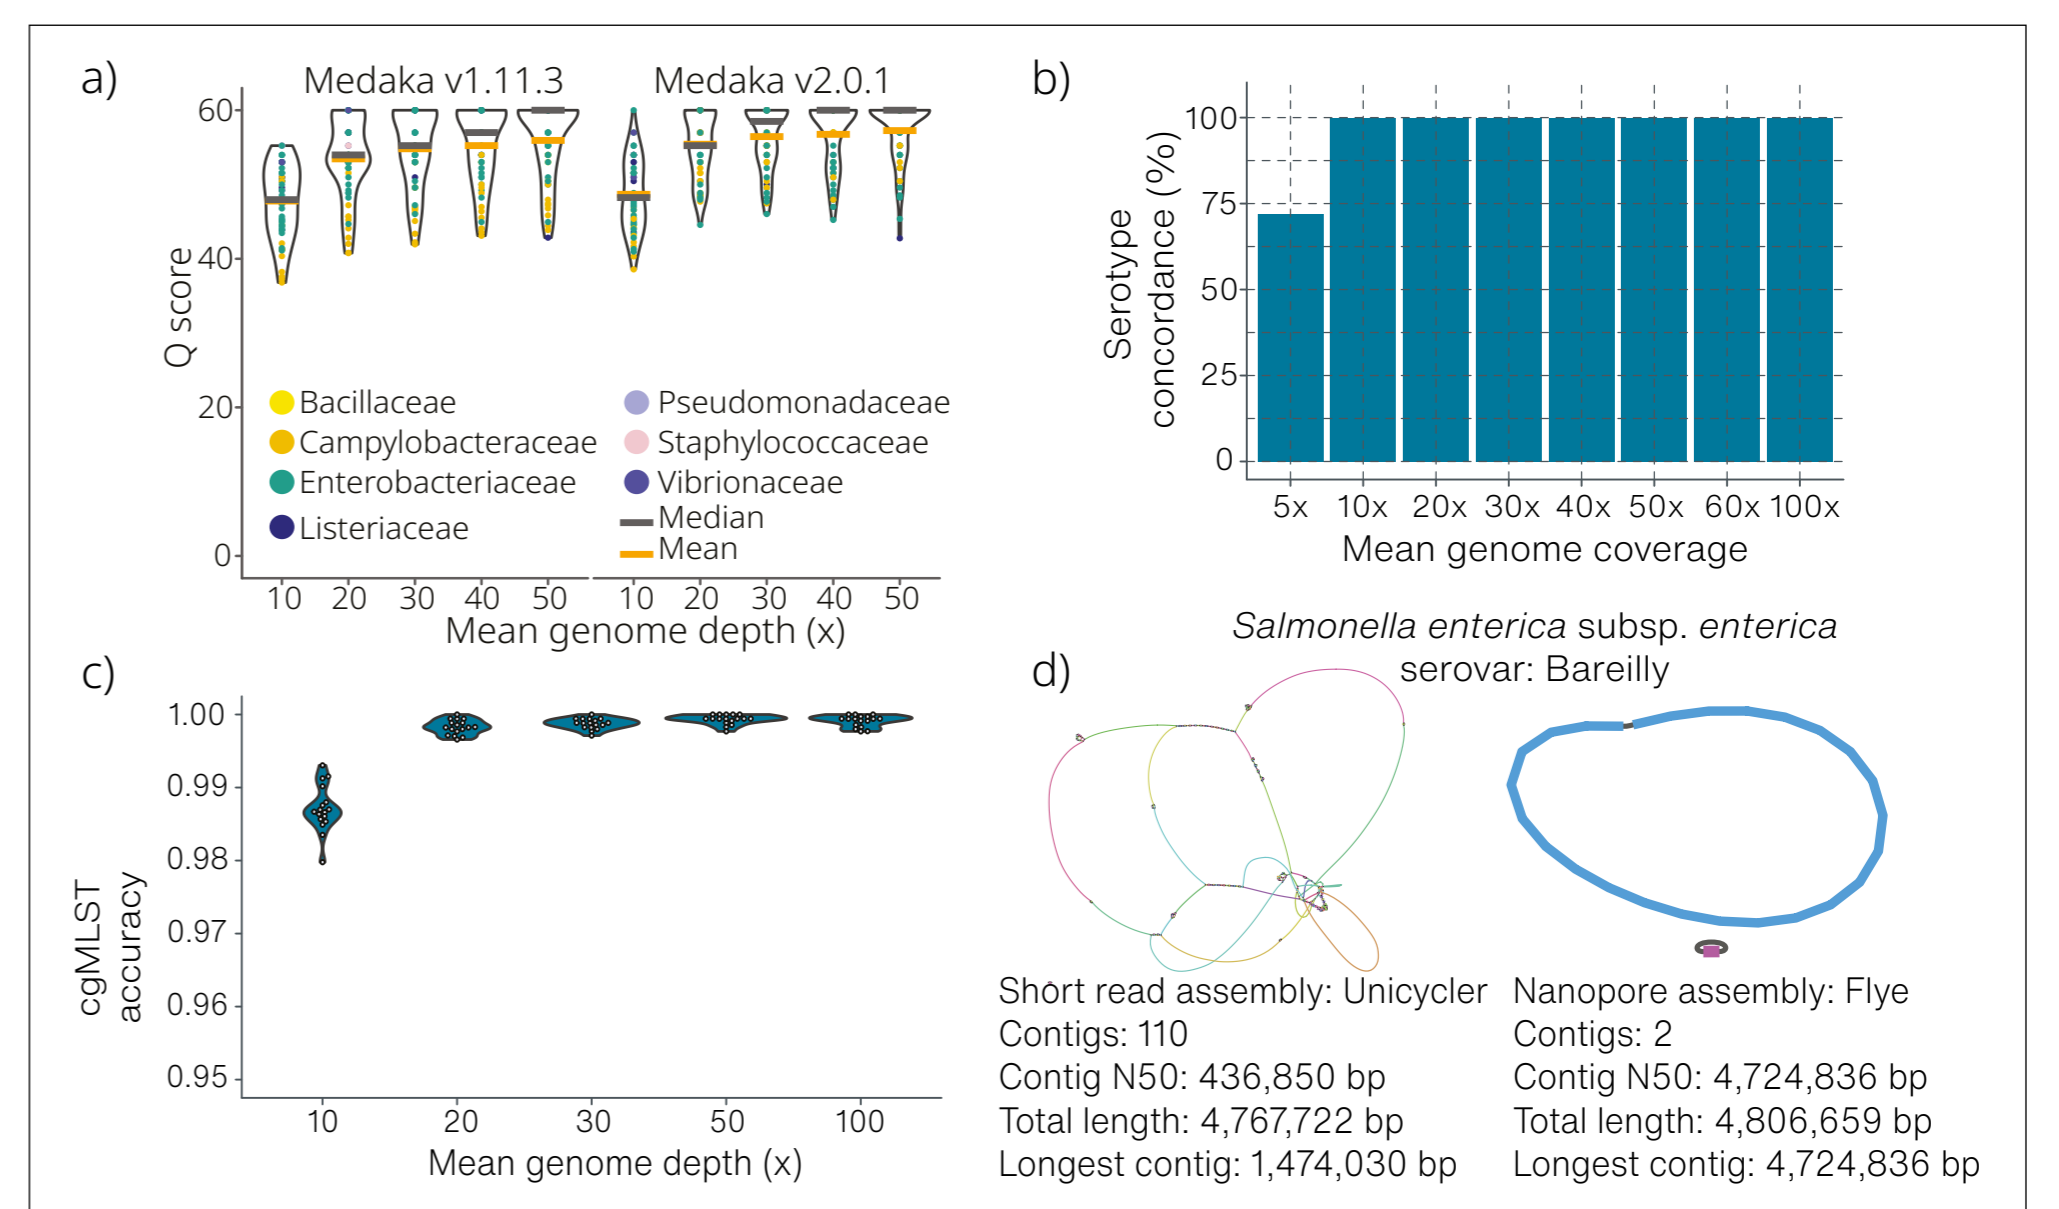 a)
Medaka v1.11.3
Medaka v2.0.1
60
40
20
0
Q score
Bacillaceae
Campylobacteraceae
Enterobacteriaceae
Listeriaceae
Pseudomonadaceae
Staphylococcaceae
Vibrionaceae
Median
Mean
10 20 30 40 50
10 20 30 40 50
Mean genome depth (x)
b)
100
75
50
25
0
Serotype
concordance (%)
5x 10x 20x 30x 40x 50x 60x 100x
Mean genome coverage
c)
1.00
0.99
0.98
0.97
0.96
0.95
cgMLST
accuracy
10 20 30 50 100
Mean genome depth (x)
d)
Salmonella enterica subsp. enterica
serovar: Bareilly
Short read assembly: Unicycler
Contigs: 110
Contig N50: 436,850 bp
Total length: 4,767,722 bp
Longest contig: 1,474,030 bp
Nanopore assembly: Flye
Contigs: 2
Contig N50: 4,724,836 bp
Total length: 4,806,659 bp
Longest contig: 4,724,836 bp